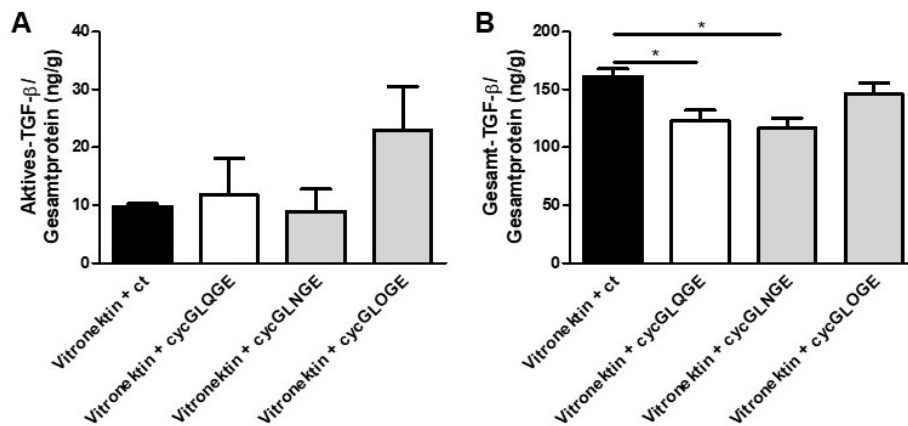 A
Aktives-TGF-β/
Gesamtprotein (ng/g)
40
30
20
10
0
Vitronektin + ct
Vitronektin + cycGLQGE
Vitronektin + cycGLNGE
Vitronektin + cycGLOGE
B
Gesamt-TGF-β/
Gesamtprotein (ng/g)
200
150
100
50
0
*
*
Vitronektin + ct
Vitronektin + cycGLQGE
Vitronektin + cycGLNGE
Vitronektin + cycGLOGE